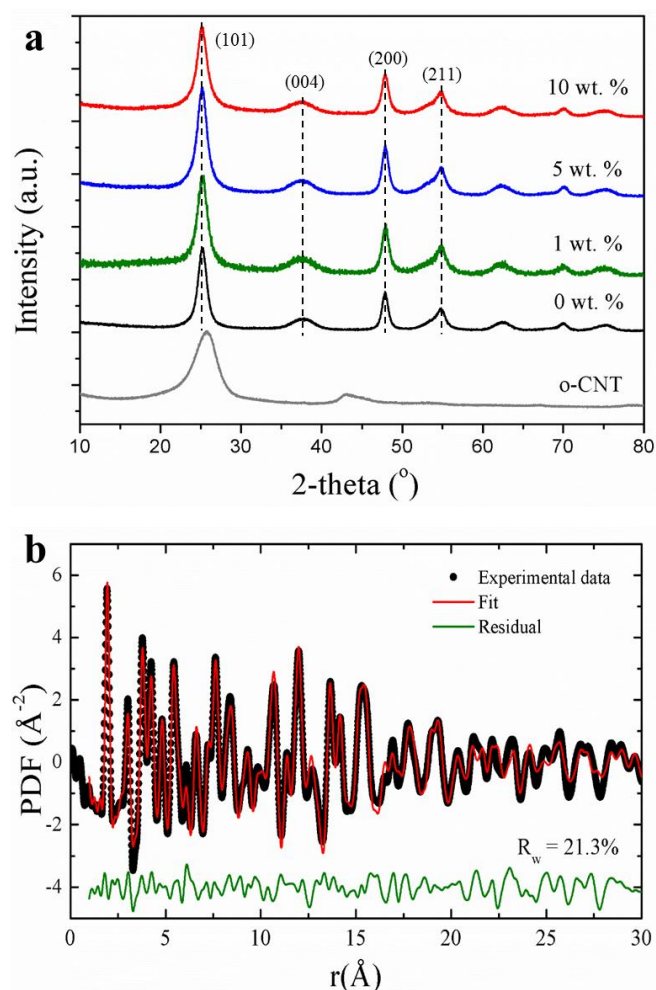 a
(101)
(004)
(200)
(211)
10 wt. %
5 wt. %
1 wt. %
0 wt. %
o-CNT
Intensity (a.u.)
10 20 30 40 50 60 70 80
2-theta (°)
b
6
4
2
0
-2
-4
PDF (Å⁻²)
Experimental data
Fit
Residual
R_w = 21.3%
0 5 10 15 20 25 30
r(Å)